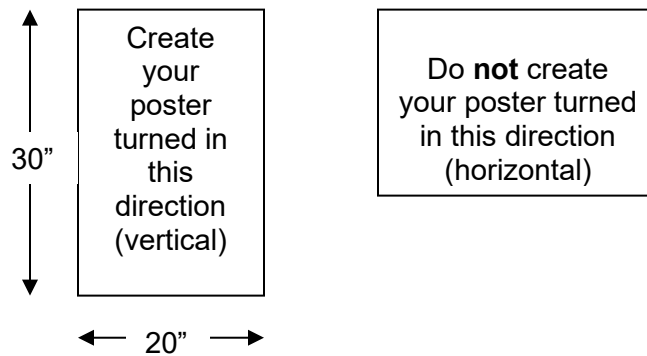 Create
your
poster
turned in
this
direction
(vertical)
30”
20”
Do not create
your poster turned
in this direction
(horizontal)